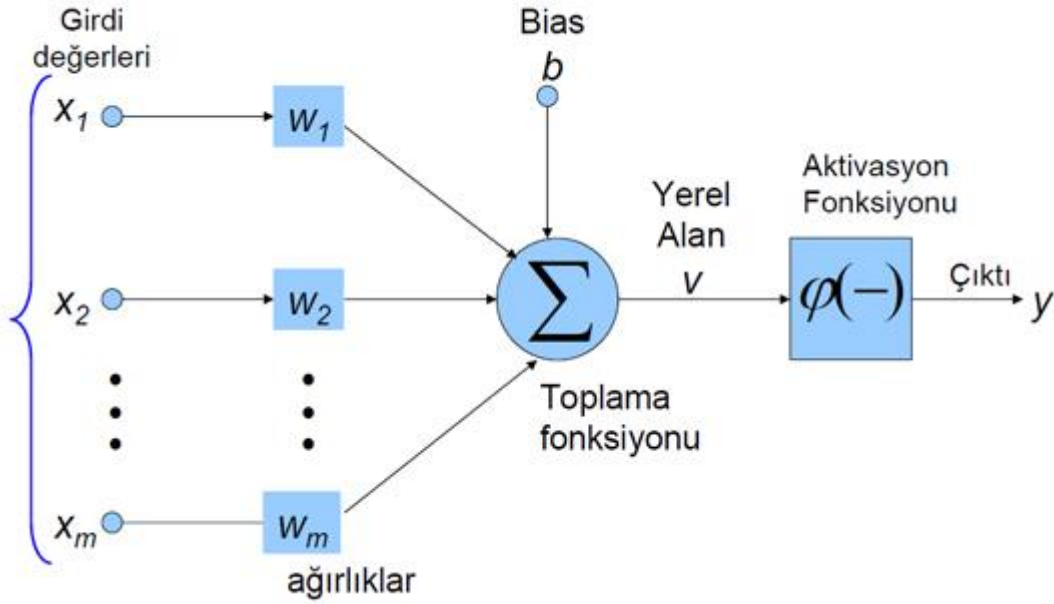 Girdi
değerleri
x1
w1
x2
w2
xm
wm
ağırlıklar
Bias
b
∑
Toplama
fonksiyonu
Yerel
Alan
v
Aktivasyon
Fonksiyonu
φ(−)
Çıktı
y